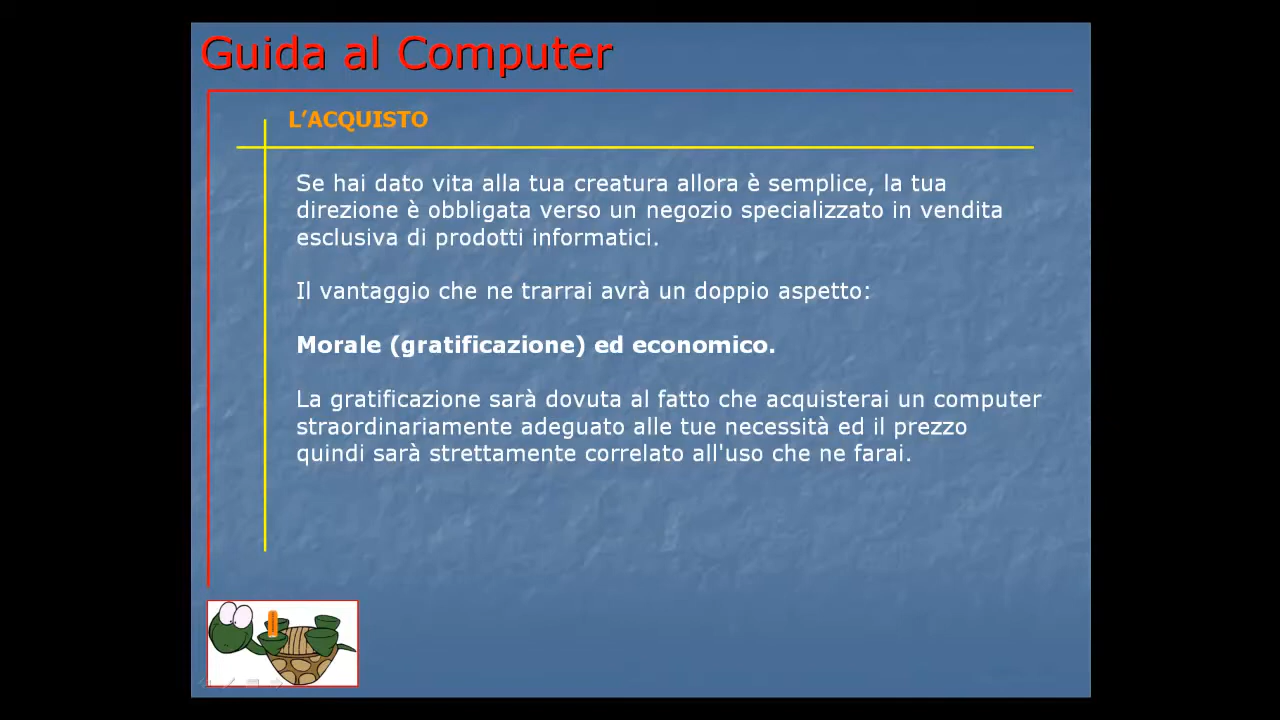 Guida al Computer
L’ACQUISTO
Se hai dato vita alla tua creatura allora è semplice, la tua
direzione è obbligata verso un negozio specializzato in vendita
esclusiva di prodotti informatici.
Il vantaggio che ne trarrai avrà un doppio aspetto:
Morale (gratificazione) ed economico.
La gratificazione sarà dovuta al fatto che acquisterai un computer
straordinariamente adeguato alle tue necessità ed il prezzo
quindi sarà strettamente correlato all'uso che ne farai.